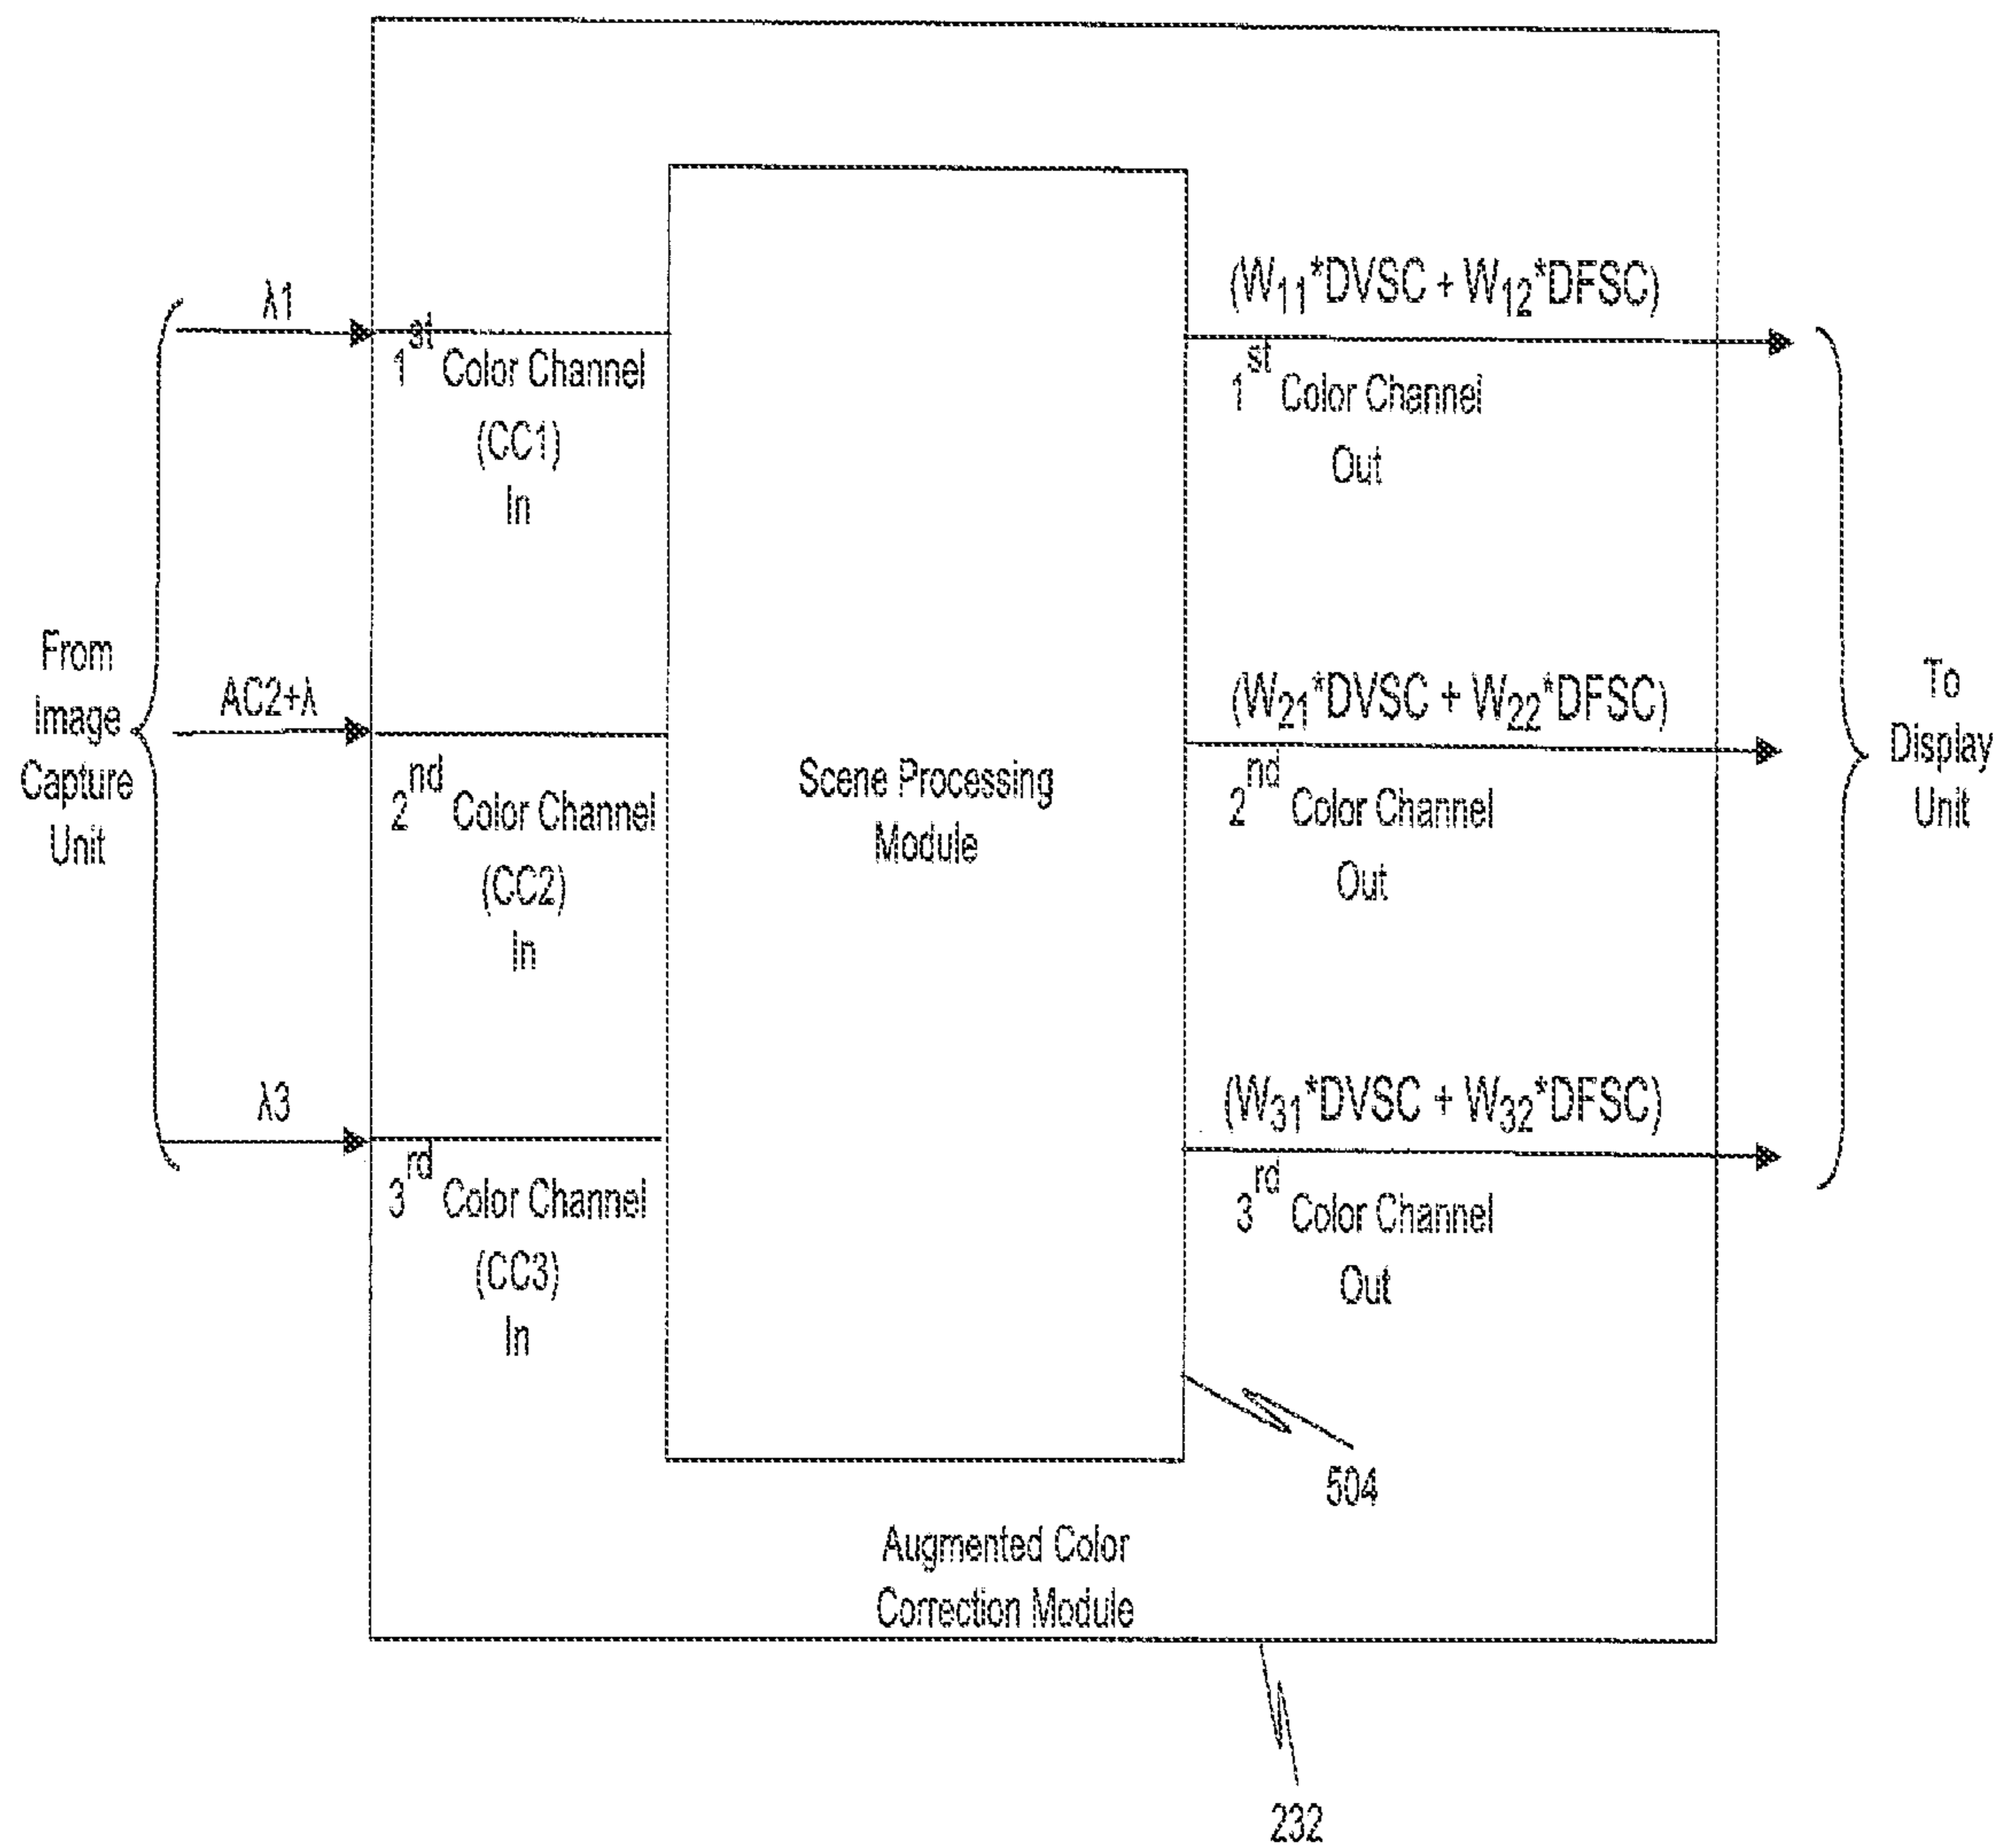 From
Image
Capture
Unit
λ1
AC2+λ
λ3
1st Color Channel
(CC1)
In
2nd Color Channel
(CC2)
In
3rd Color Channel
(CC3)
In
Scene Processing
Module
(W11*DVSC + W12*DFSC)
1st Color Channel
Out
(W21*DVSC + W22*DFSC)
2nd Color Channel
Out
(W31*DVSC + W32*DFSC)
3rd Color Channel
Out
To
Display
Unit
504
Augmented Color
Correction Module
232